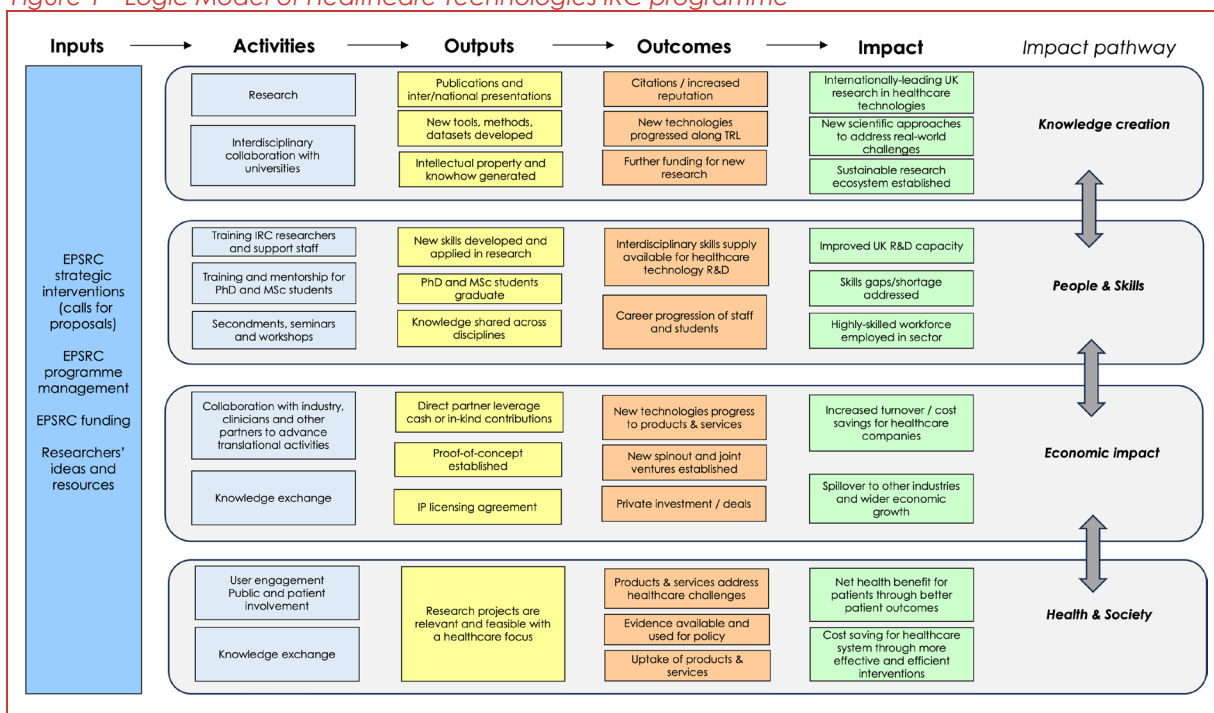 Figure 1 Logic Model of Healthcare Technologies IRC programme
Inputs
Activities
Outputs
Outcomes
Impact
Impact pathway
EPSRC
strategic
interventions
(calls for
proposals)
EPSRC
programme
management
EPSRC funding
Researchers'
ideas and
resources
Research
Interdisciplinary
collaboration with
universities
Publications and
inter/national presentations
New tools, methods,
datasets developed
Intellectual property and
knowhow generated
Citations / increased
reputation
New technologies
progressed along TRL
Further funding for new
research
Internationally-leading UK
research in healthcare
technologies
New scientific approaches
to address real-world
challenges
Sustainable research
ecosystem established
Knowledge creation
Training IRC researchers
and support staff
Training and mentorship for
PhD and MSc students
Secondments, seminars
and workshops
New skills developed and
applied in research
PhD and MSc students
graduate
Knowledge shared across
disciplines
Interdisciplinary skills supply
available for healthcare
technology R&D
Career progression of staff
and students
Improved UK R&D capacity
Skills gaps/shortage
addressed
Highly-skilled workforce
employed in sector
People & Skills
Collaboration with industry,
clinicians and other
partners to advance
translational activities
Knowledge exchange
Direct partner leverage
cash or in-kind contributions
Proof-of-concept
established
IP licensing agreement
New technologies progress
to products & services
New spinout and joint
ventures established
Private investment / deals
Increased turnover / cost
savings for healthcare
companies
Spillover to other industries
and wider economic
growth
Economic impact
User engagement
Public and patient
involvement
Knowledge exchange
Research projects are
relevant and feasible with
a healthcare focus
Products & services address
healthcare challenges
Evidence available and
used for policy
Uptake of products &
services
Net health benefit for
patients through better
patient outcomes
Cost saving for healthcare
system through more
effective and efficient
interventions
Health & Society